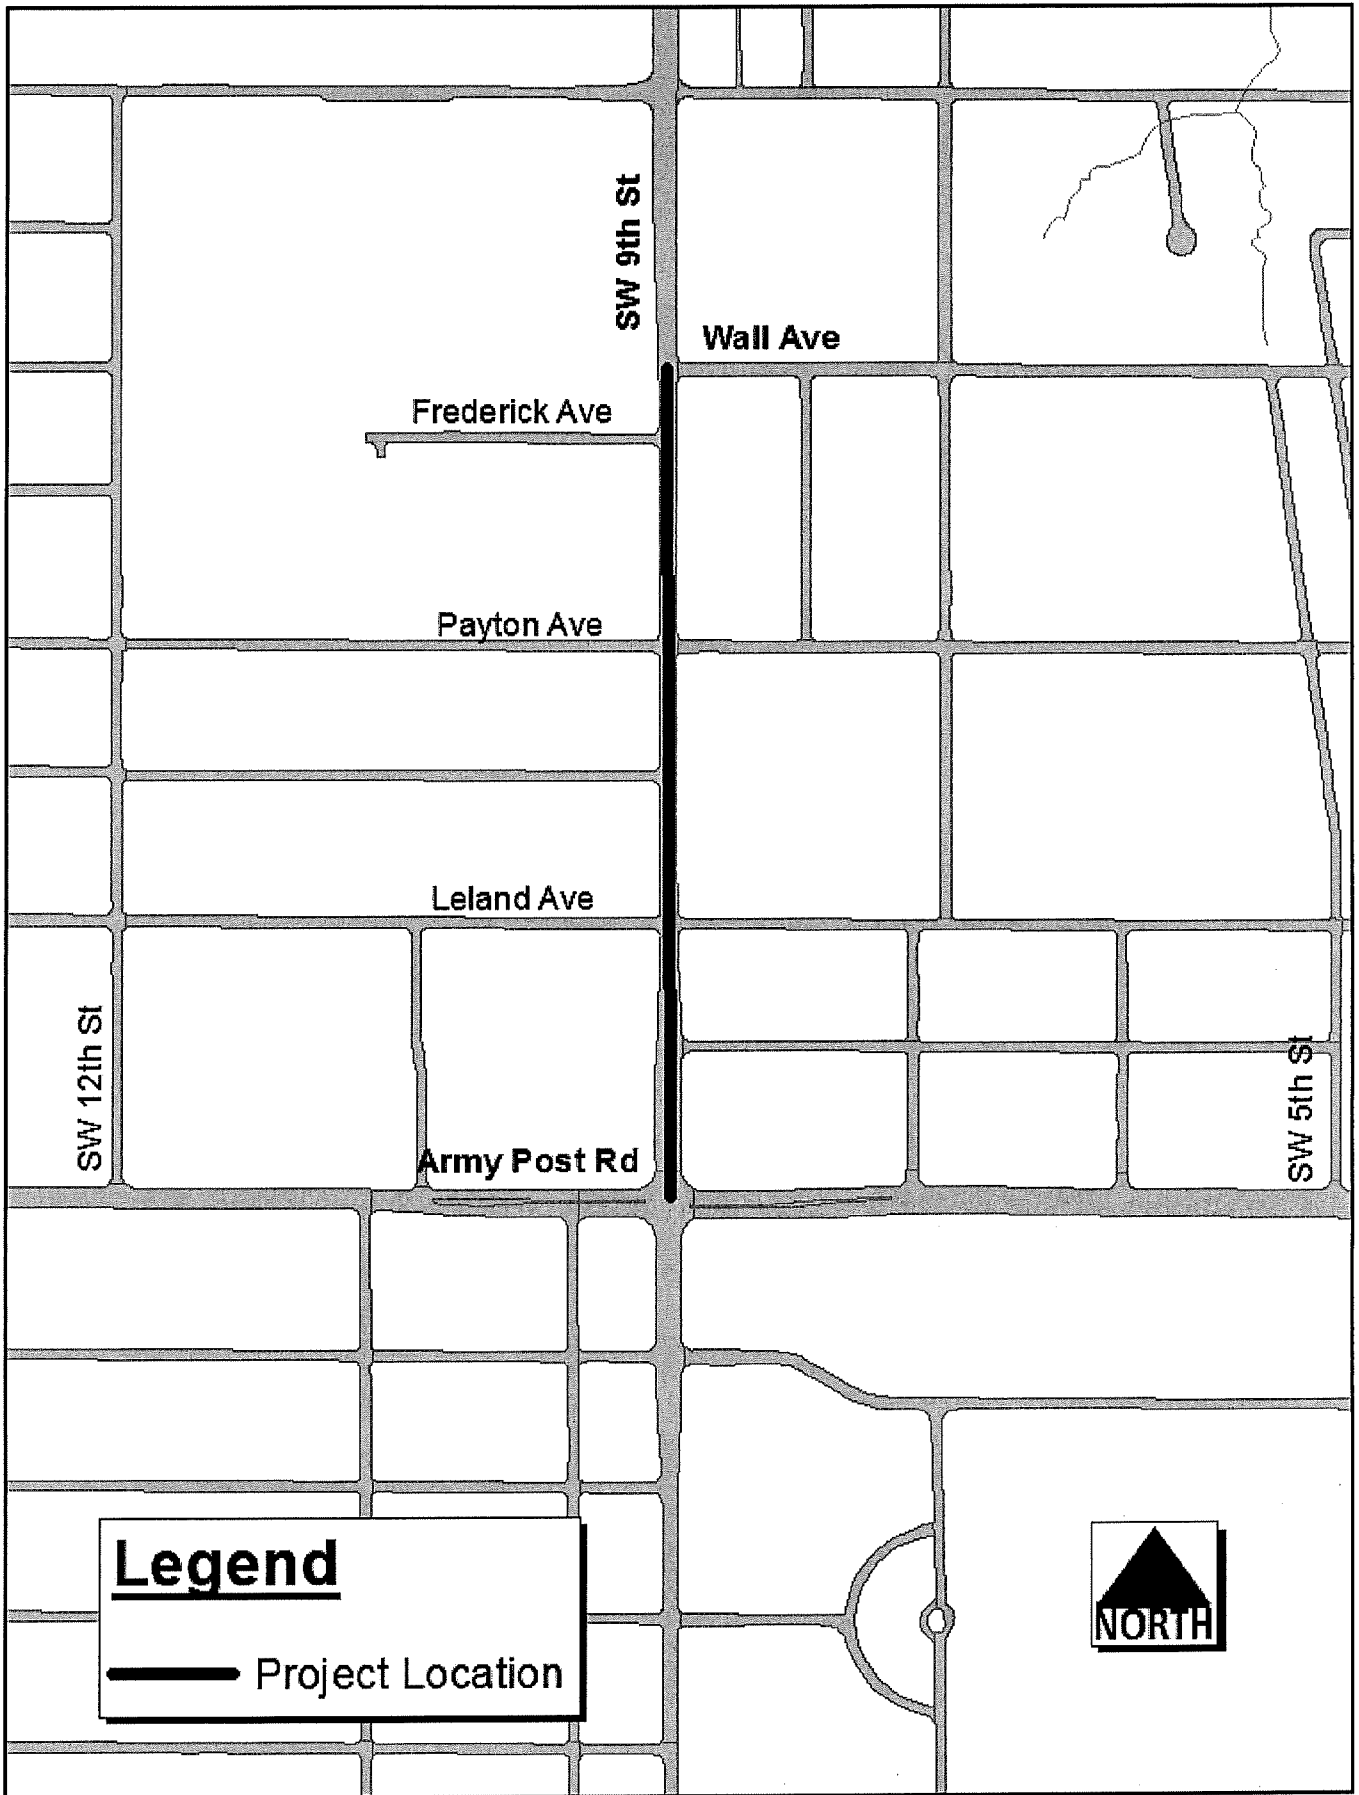 SW 9th St
Wall Ave
Frederick Ave
Payton Ave
Leland Ave
SW 12th St
SW 5th St
Army Post Rd
Legend
Project Location
NORTH